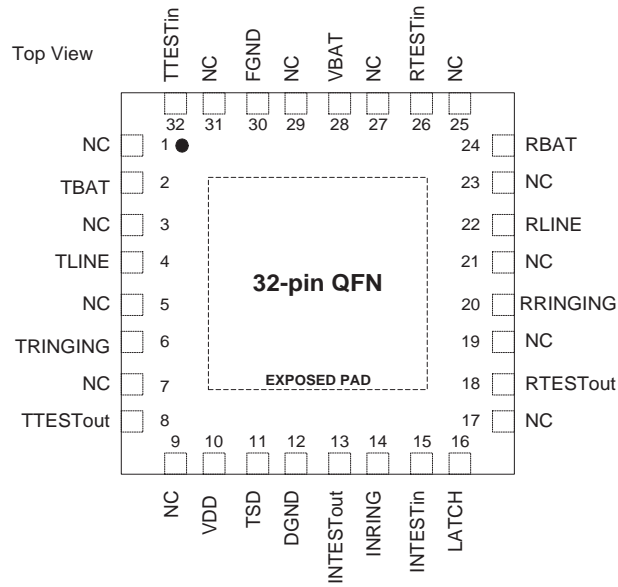 Top View
TTESTin
NC
FGND
NC
VBAT
NC
RTESTin
NC
32 31 30 29 28 27 26 25
NC 1 24 RBAT
TBAT 2 23 NC
NC 3 22 RLINE
TLINE 4 21 NC
32-pin QFN
NC 5 20 RRINGING
TRINGING 6 19 NC
EXPOSED PAD
NC 7 18 RTESTout
TTESTout 8 17 NC
9 10 11 12 13 14 15 16
NC
VDD
TSD
DGND
INTESTout
INRING
INTESTin
LATCH